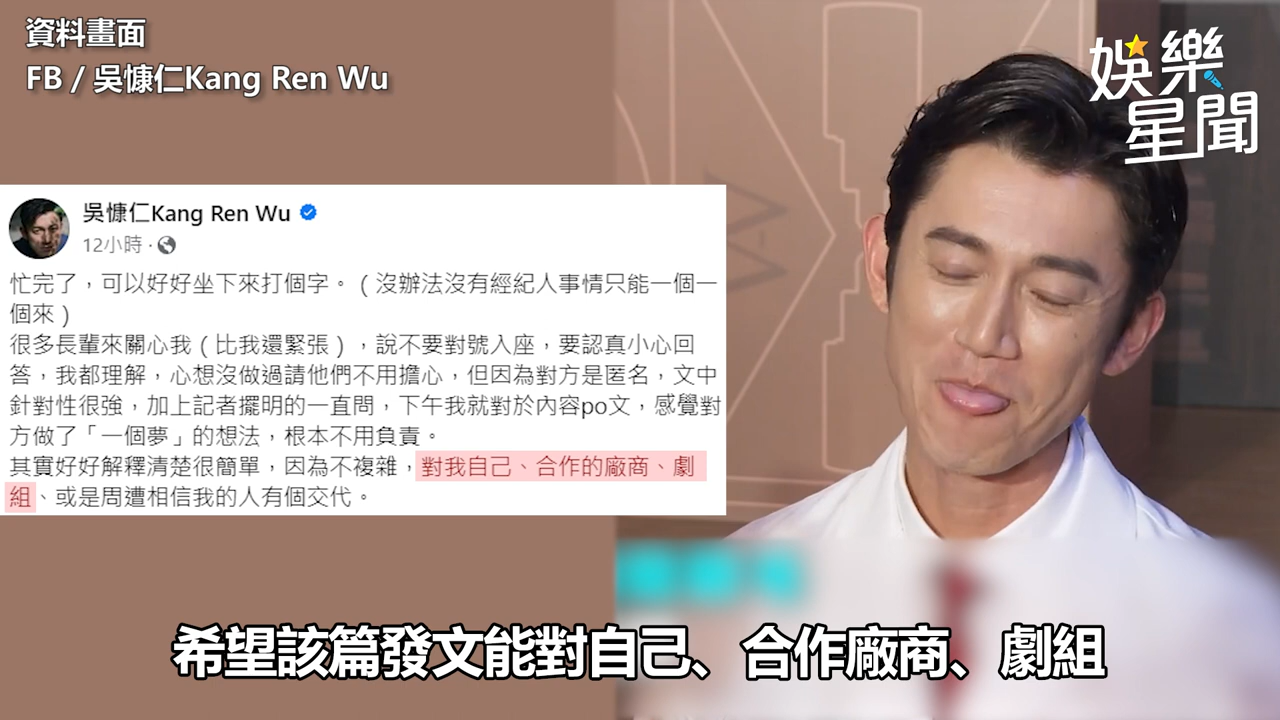 資料畫面
FB / 吳慷仁Kang Ren Wu
娛樂
星聞
吳慷仁Kang Ren Wu
12小時·
忙完了，可以好好坐下來打個字。（沒辦法沒有經紀人事情只能一個一
個來）
很多長輩來關心我（比我還緊張），說不要對號入座，要認真小心回
答，我都理解，心想沒做過請他們不用擔心，但因為對方是匿名，文中
針對性很強，加上記者擺明的一直問，下午我就對於內容po文，感覺對
方做了「一個夢」的想法，根本不用負責。
其實好好解釋清楚很簡單，因為不複雜，對我自己、合作的廠商、劇
組、或是周遭相信我的人有個交代。
希望該篇發文能對自己、合作廠商、劇組